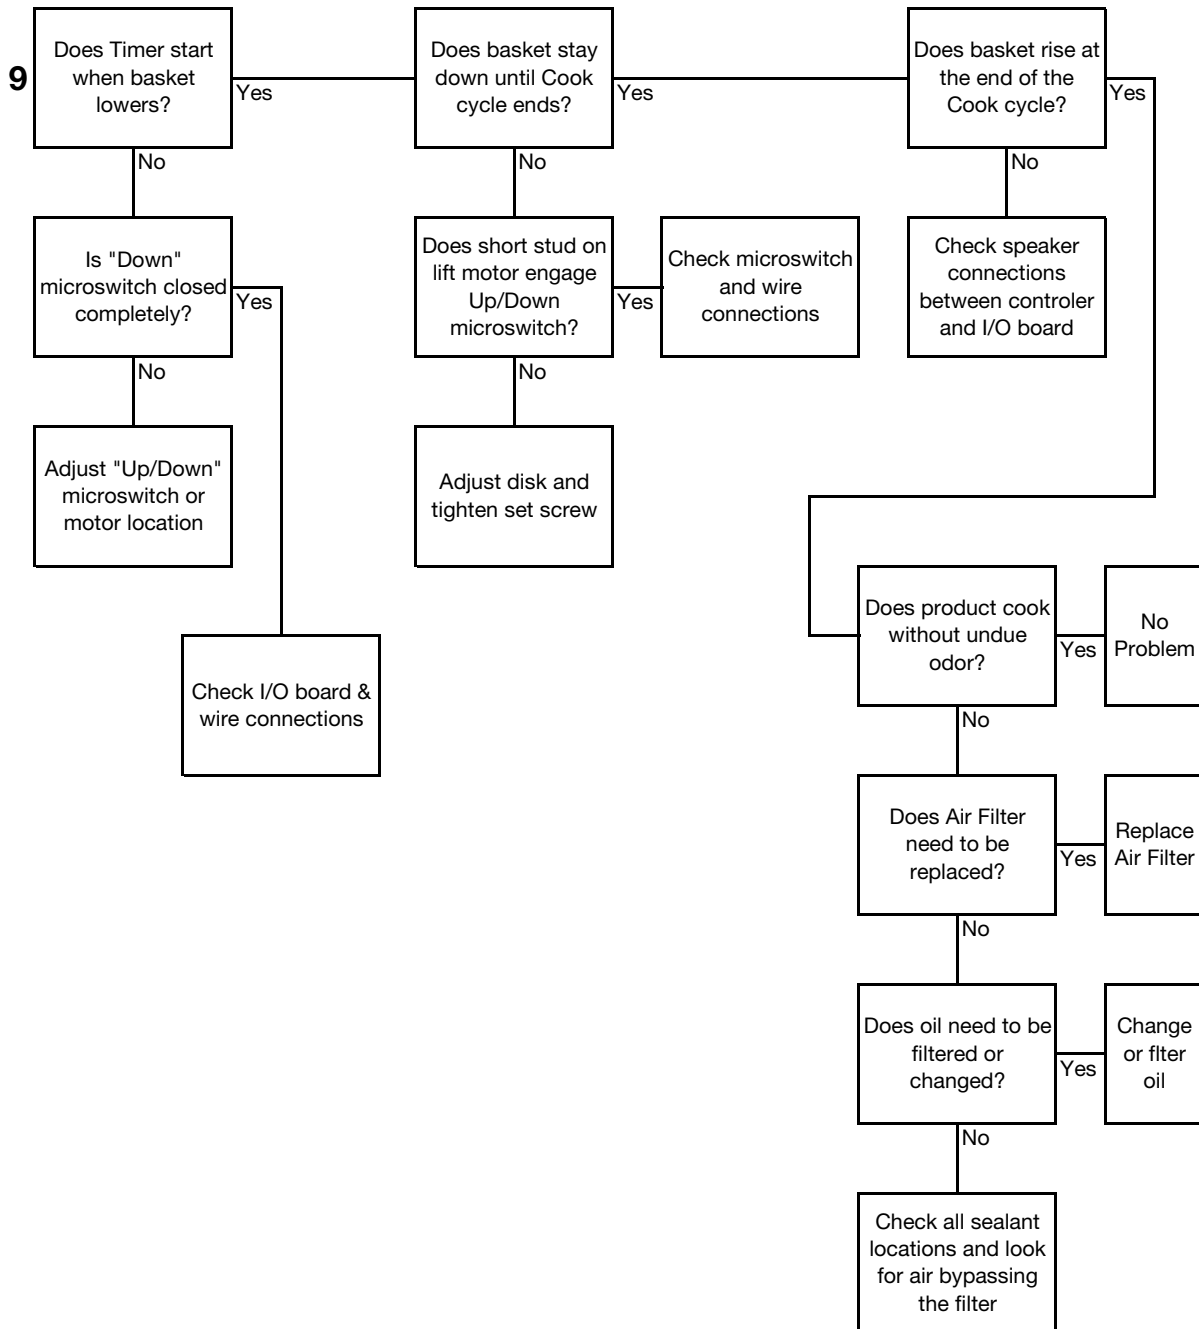 9
Does Timer start
when basket
lowers?
Yes
Does basket stay
down until Cook
cycle ends?
Yes
Does basket rise at
the end of the
Cook cycle?
Yes
No
No
No
Is "Down"
microswitch closed
completely?
Yes
Does short stud on
lift motor engage
Up/Down
microswitch?
Yes
Check microswitch
and wire
connections
Check speaker
connections
between controler
and I/O board
No
No
Adjust "Up/Down"
microswitch or
motor location
Adjust disk and
tighten set screw
Check I/O board &
wire connections
Does product cook
without undue
odor?
Yes
No
Problem
No
Does Air Filter
need to be
replaced?
Yes
Replace
Air Filter
No
Does oil need to be
filtered or
changed?
Yes
Change
or flter
oil
No
Check all sealant
locations and look
for air bypassing
the filter